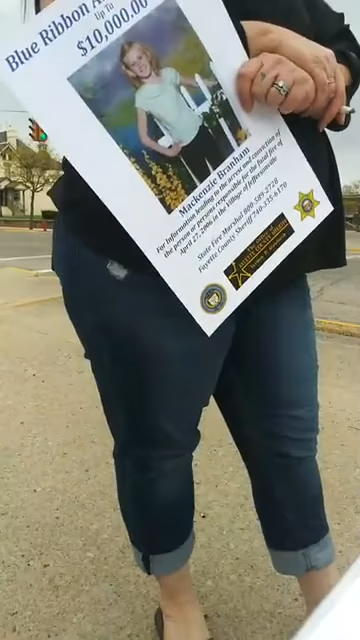 Blue Ribbon A
Up To
$10,000.00
Mackenzie Branham
For Information leading to the arrest and conviction of
the person or persons responsible for the fatal fire of
April 27, 2006 in the Village of Jeffersonville
State Fire Marshal 800-589-2728
Fayette County Sheriff 740-335-6170